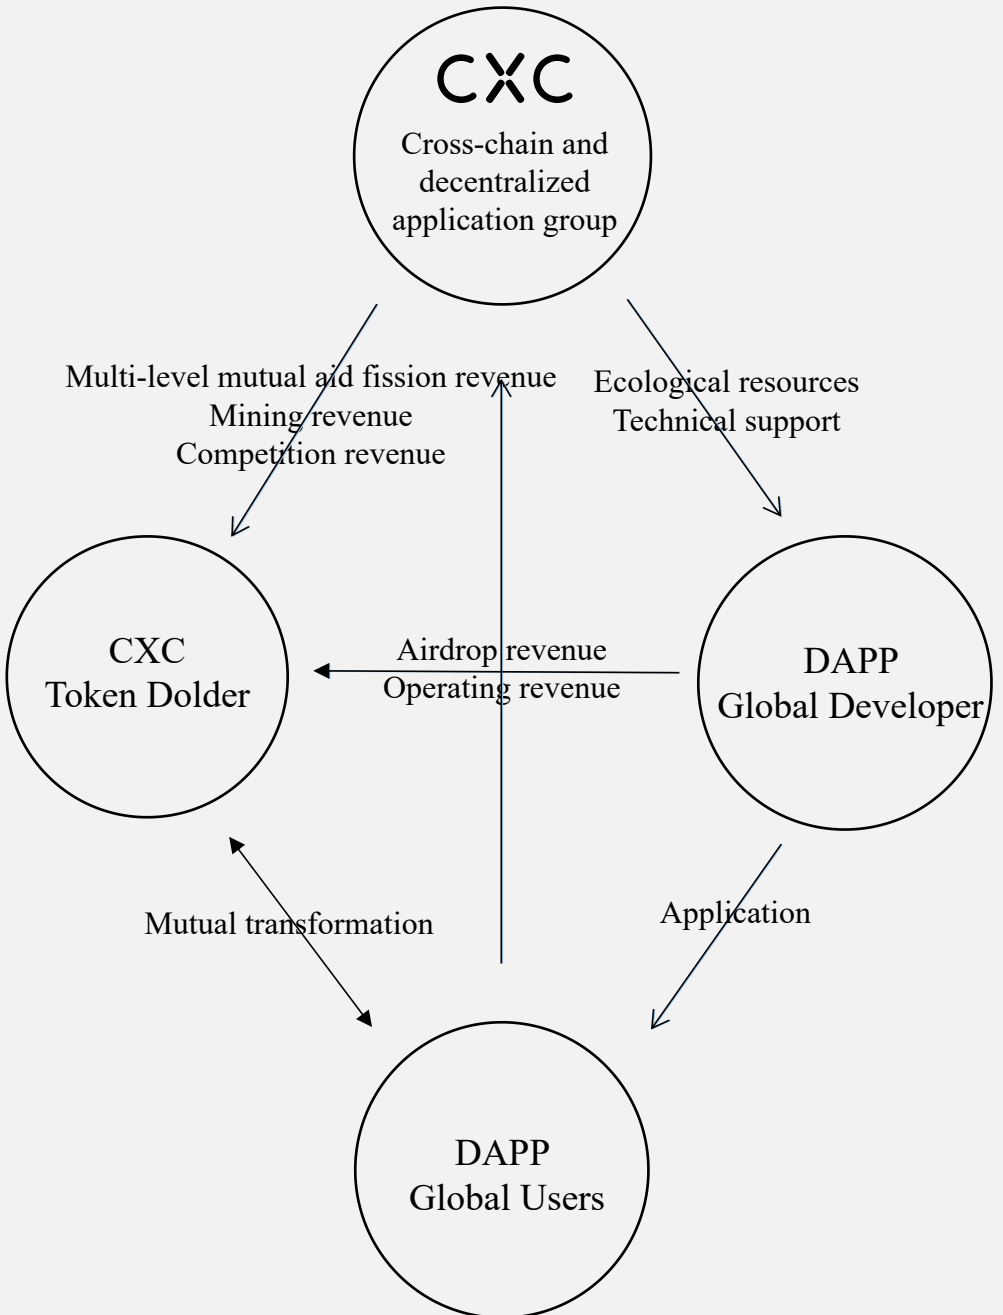 CXC
Cross-chain and
decentralized
application group
Multi-level mutual aid fission revenue
Mining revenue
Competition revenue
Ecological resources
Technical support
CXC
Token Dolder
Airdrop revenue
Operating revenue
DAPP
Global Developer
Mutual transformation
Application
DAPP
Global Users